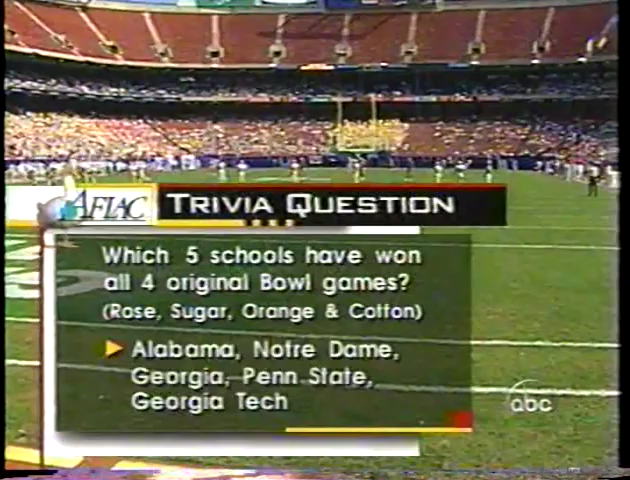 AFLAC
TRIVIA QUESTION
Which 5 schools have won
all 4 original Bowl games?
(Rose, Sugar, Orange & Cotton)
Alabama, Notre Dame,
Georgia, Penn State,
Georgia Tech
abc